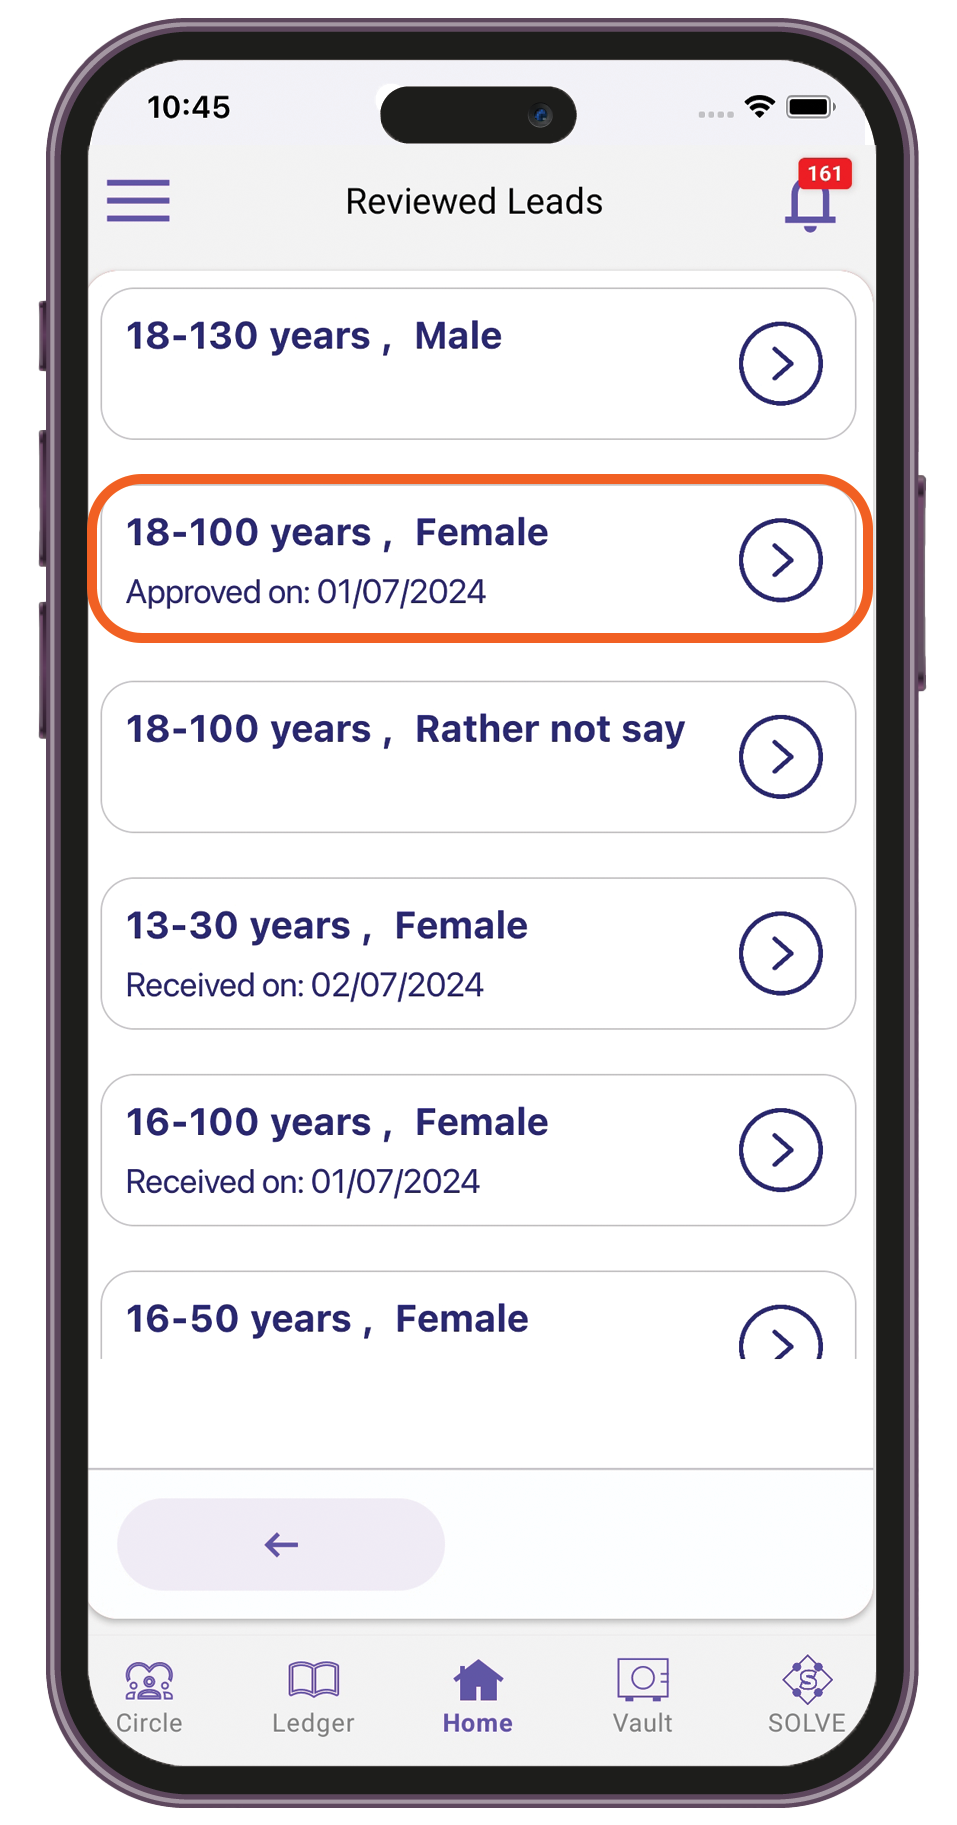 10:45
Reviewed Leads
161
18-130 years , Male
18-100 years , Female
Approved on: 01/07/2024
18-100 years , Rather not say
13-30 years , Female
Received on: 02/07/2024
16-100 years , Female
Received on: 01/07/2024
16-50 years , Female
Circle Ledger Home Vault SOLVE